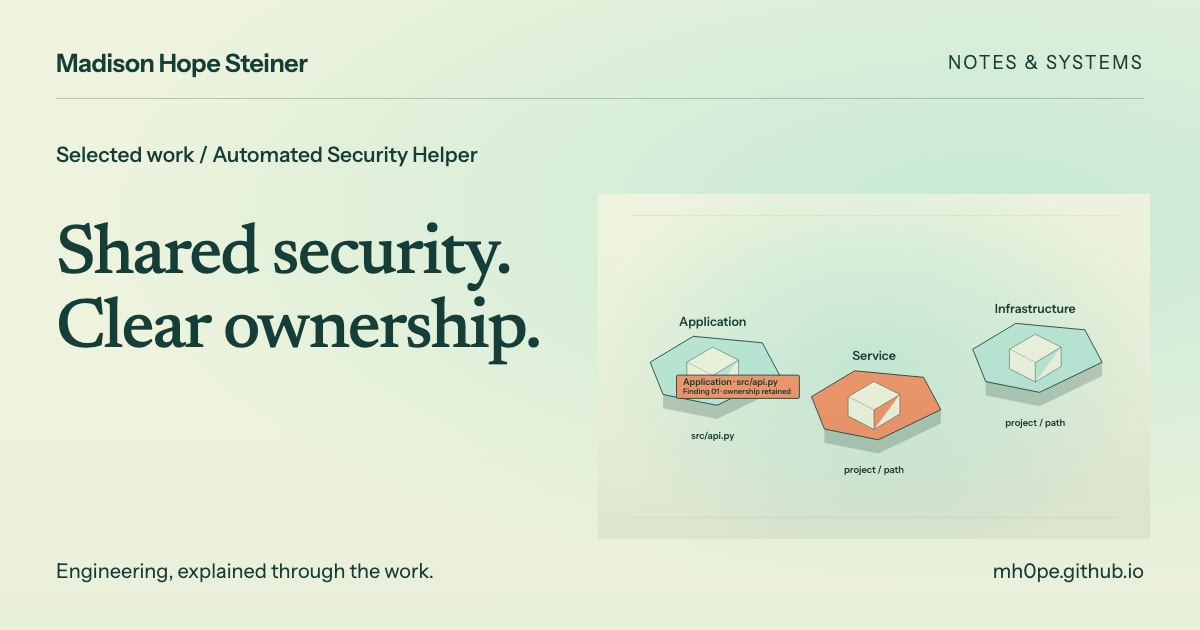 Madison Hope Steiner
NOTES & SYSTEMS
Selected work / Automated Security Helper
Shared security.
Clear ownership.
Application
Application · src/api.py
Finding 01 · ownership retained
src/api.py
Service
project / path
Infrastructure
project / path
Engineering, explained through the work.
mh0pe.github.io